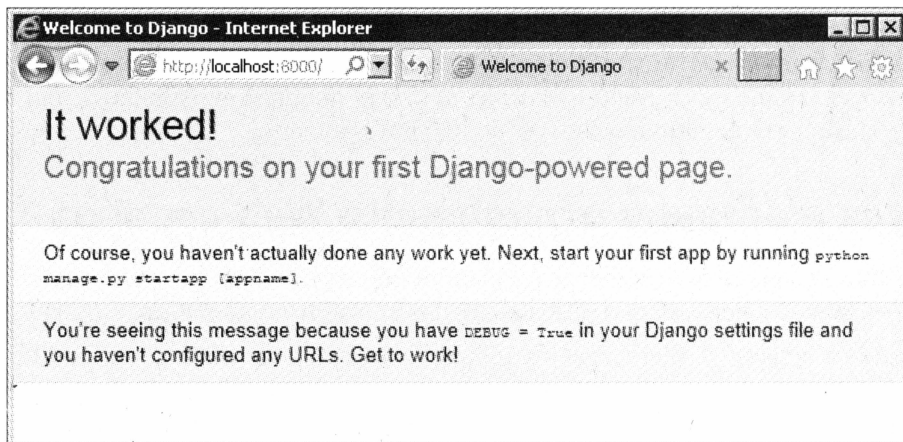 Welcome to Django - Internet Explorer
http://localhost:8000/
Welcome to Django
It worked!
Congratulations on your first Django-powered page.
Of course, you haven't actually done any work yet. Next, start your first app by running python
manage.py startapp [appname].
You're seeing this message because you have DEBUG = True in your Django settings file and
you haven't configured any URLs. Get to work!